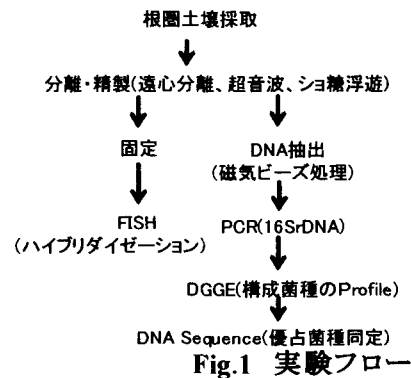 根圏土壌採取
分離・精製(遠心分離、超音波、ショ糖浮遊)
固定 DNA抽出
(磁気ビーズ処理)
FISH PCR(16SrDNA)
(ハイブリダイゼーション)
DGGE(構成菌種のProfile)
DNA Sequence(優占菌種同定)
Fig.1 実験フロー